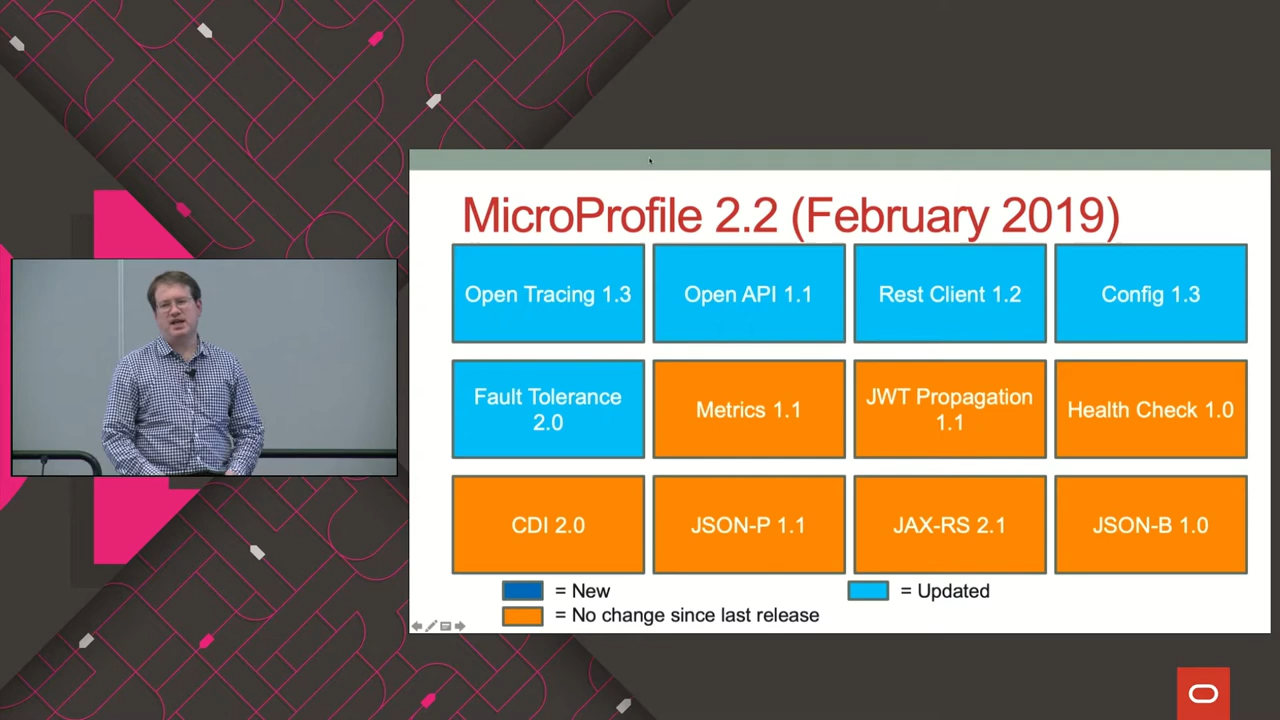 MicroProfile 2.2 (February 2019)
Open Tracing 1.3
Open API 1.1
Rest Client 1.2
Config 1.3
Fault Tolerance
2.0
Metrics 1.1
JWT Propagation
1.1
Health Check 1.0
CDI 2.0
JSON-P 1.1
JAX-RS 2.1
JSON-B 1.0
= New
= Updated
= No change since last release